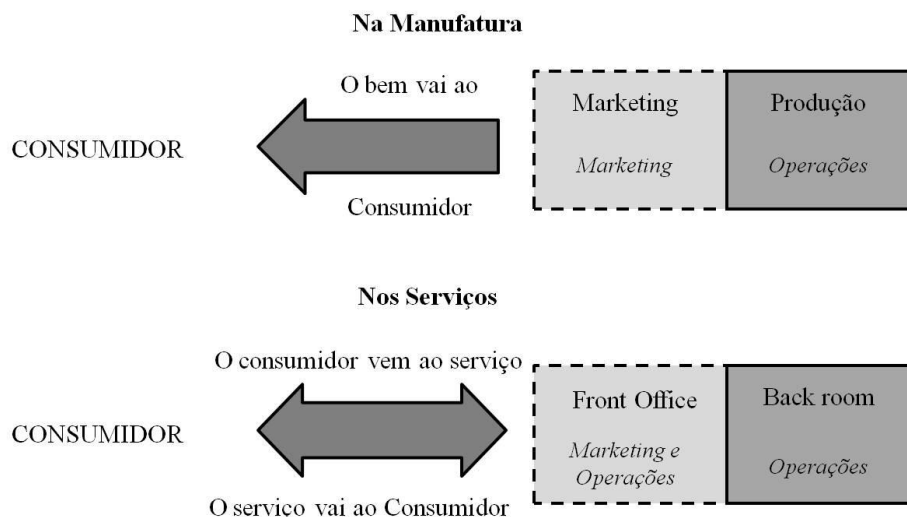 Na Manufatura
O bem vai ao
CONSUMIDOR
Consumidor
Marketing
Marketing
Produção
Operações
Nos Serviços
O consumidor vem ao serviço
CONSUMIDOR
O serviço vai ao Consumidor
Front Office
Marketing e
Operações
Back room
Operações